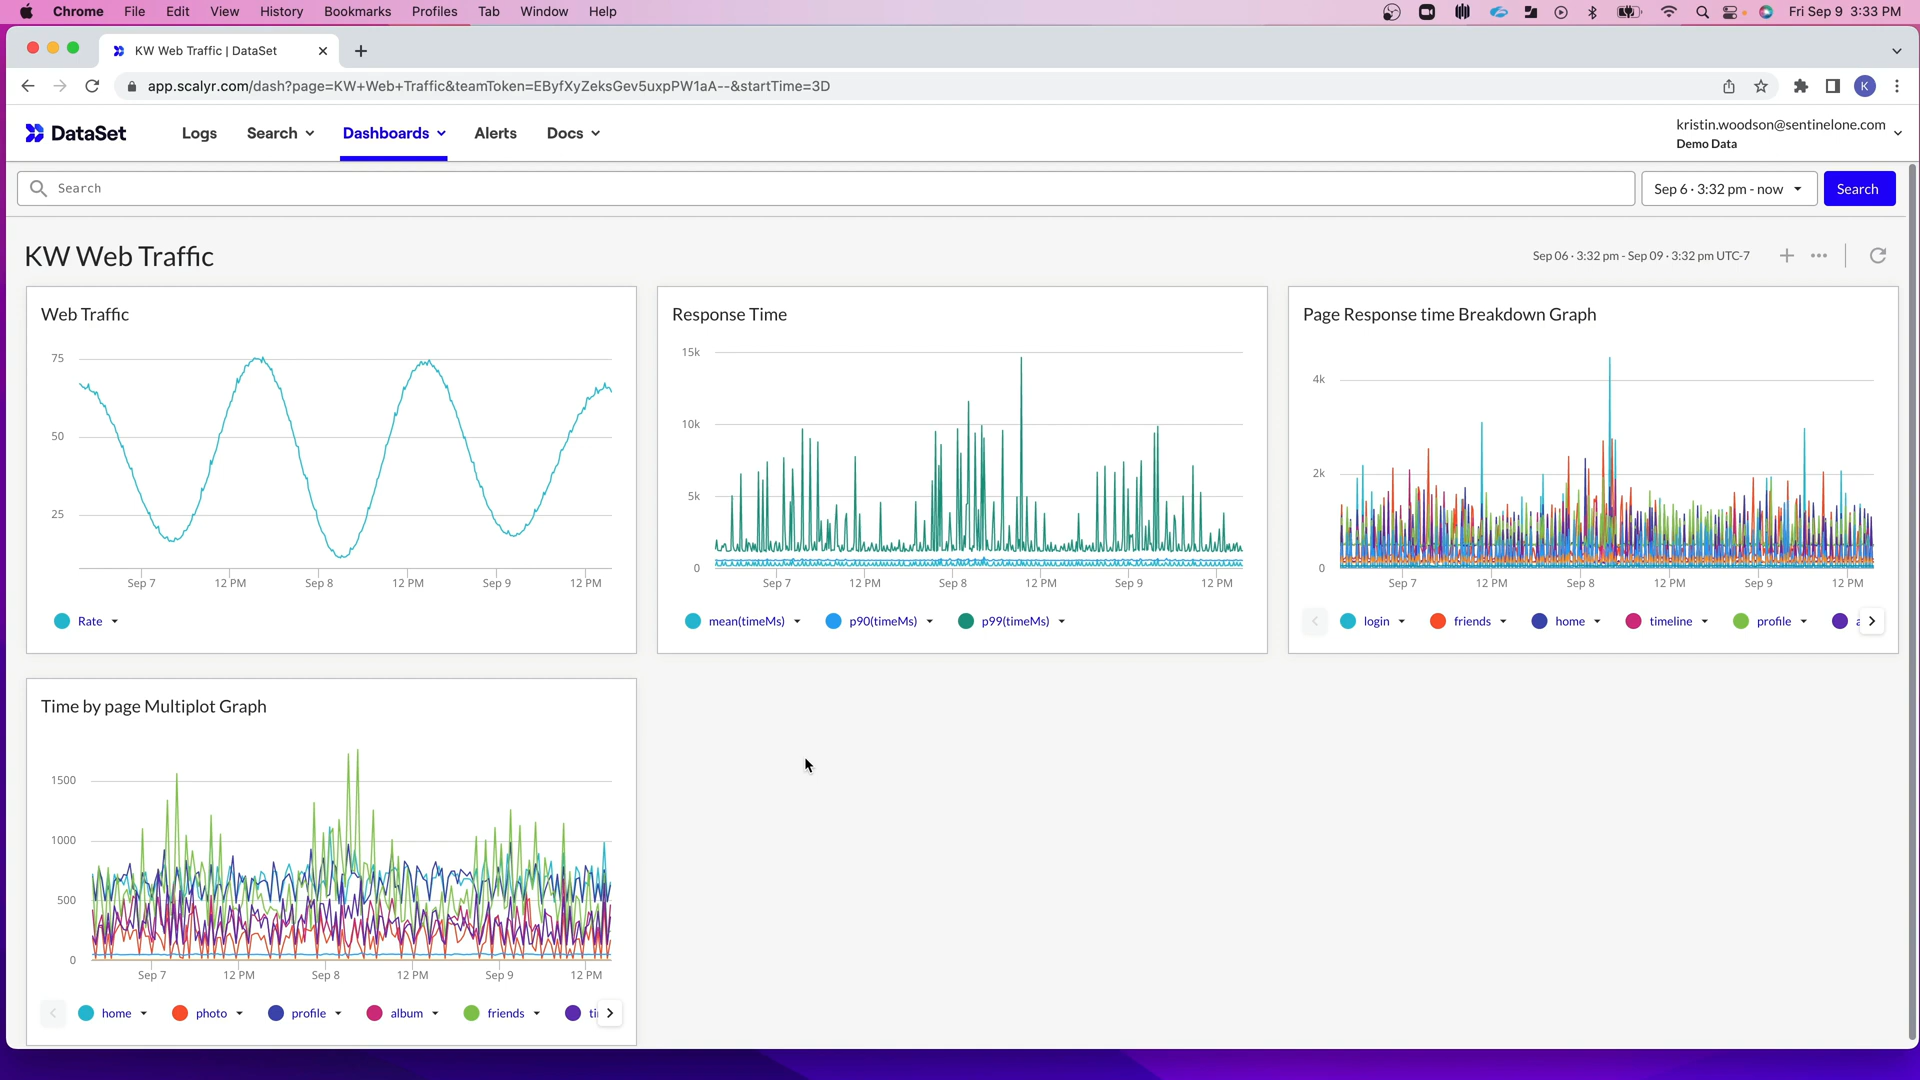 Chrome File Edit View History Bookmarks Profiles Tab Window Help Fri Sep 9 3:33 PM
KW Web Traffic | DataSet
app.scalyr.com/dash?page=KW+Web+Traffic&teamToken=EByfXyZeksGev5uxpPW1aA--&startTime=3D K
DataSet Logs Search Dashboards Alerts Docs kristin.woodson@sentinelone.com
Demo Data
Search Sep 6 · 3:32 pm - now Search
KW Web Traffic Sep 06 · 3:32 pm - Sep 09 · 3:32 pm UTC-7
Web Traffic
75
50
25
Sep 7 12 PM Sep 8 12 PM Sep 9 12 PM
Rate
Response Time
15k
10k
5k
0
Sep 7 12 PM Sep 8 12 PM Sep 9 12 PM
mean(timeMs) p90(timeMs) p99(timeMs)
Page Response time Breakdown Graph
4k
2k
0
Sep 7 12 PM Sep 8 12 PM Sep 9 12 PM
login friends home timeline profile
Time by page Multiplot Graph
1500
1000
500
0
Sep 7 12 PM Sep 8 12 PM Sep 9 12 PM
home photo profile album friends